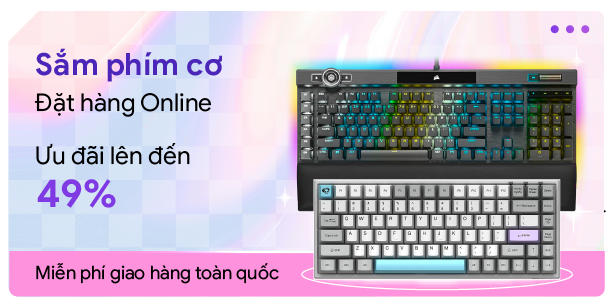 Sắm phím cơ
Đặt hàng Online
Ưu đãi lên đến
49%
Miễn phí giao hàng toàn quốc